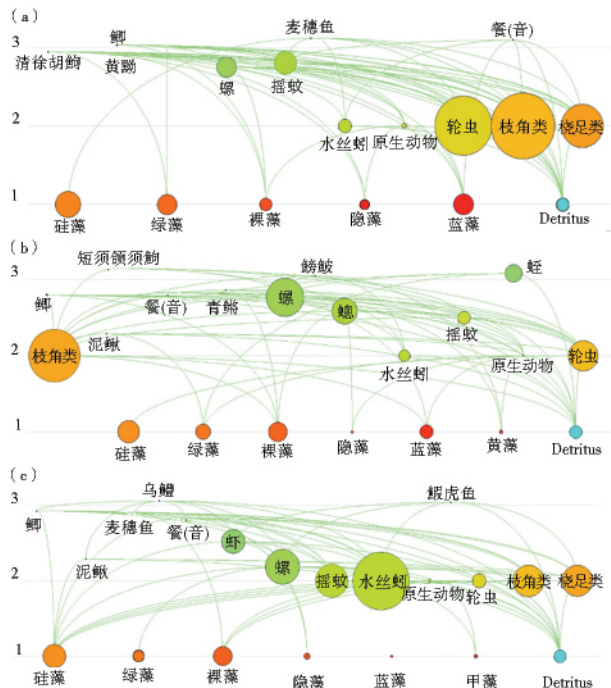 (a)
3
鲫
麦穗鱼
餐(音)
清徐胡鮈
黄黝
螺
摇蚊
2
水丝蚓
原生动物
轮虫
枝角类
桡足类
1
硅藻
绿藻
裸藻
隐藻
蓝藻
Detritus
(b)
短须颌须鮈
鳑鲏
3
蛭
鲫
餐(音)
青鳉
螺
蟌
摇蚊
泥鳅
2
枝角类
水丝蚓
原生动物
轮虫
1
硅藻
绿藻
裸藻
隐藻
蓝藻
黄藻
Detritus
(c)
乌鳢
鰕虎鱼
3
鲫
麦穗鱼
餐(音)
虾
泥鳅
螺
2
摇蚊
水丝蚓
原生动物
轮虫
枝角类
桡足类
1
硅藻
绿藻
裸藻
隐藻
蓝藻
甲藻
Detritus